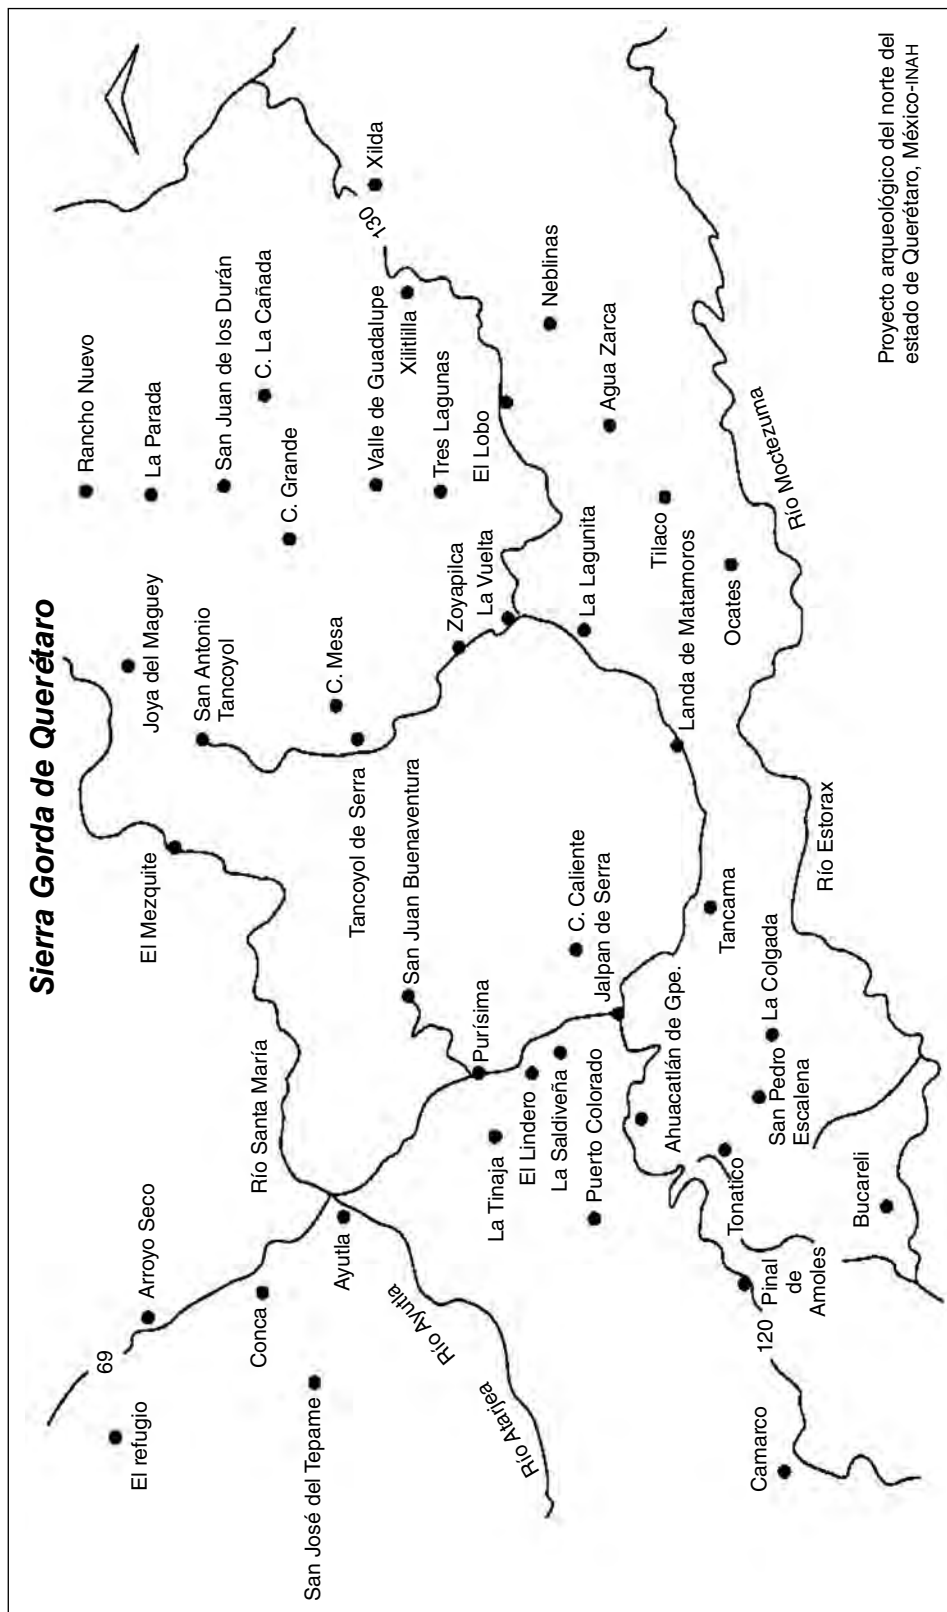 Sierra Gorda de Querétaro
El refugio
69
Arroyo Seco
Conca
San José del Tepame
Ayutla
Río Santa María
El Mezquite
Joya del Maguey
San Antonio
Tancoyol
Rancho Nuevo
La Parada
San Juan de los Durán
C. La Cañada
C. Grande
C. Mesa
Tancoyol de Serra
San Juan Buenaventura
Zoyapilca
La Vuelta
Valle de Guadalupe
Xilitlilla
Tres Lagunas
El Lobo
130
Xilda
Neblinas
Agua Zarca
Río Ayutla
Río Atarjea
Purísima
La Tinaja
El Lindero
La Saldiveña
Puerto Colorado
C. Caliente
Jalpan de Serra
La Lagunita
Tilaco
Landa de Matamoros
Ocates
Río Moctezuma
Ahuacatlán de Gpe.
Tancama
La Colgada
San Pedro
Escalena
Tonatico
Río Estorax
120
Pinal
de
Amoles
Bucareli
Camarco
Proyecto arqueológico del norte del
estado de Querétaro, México-INAH